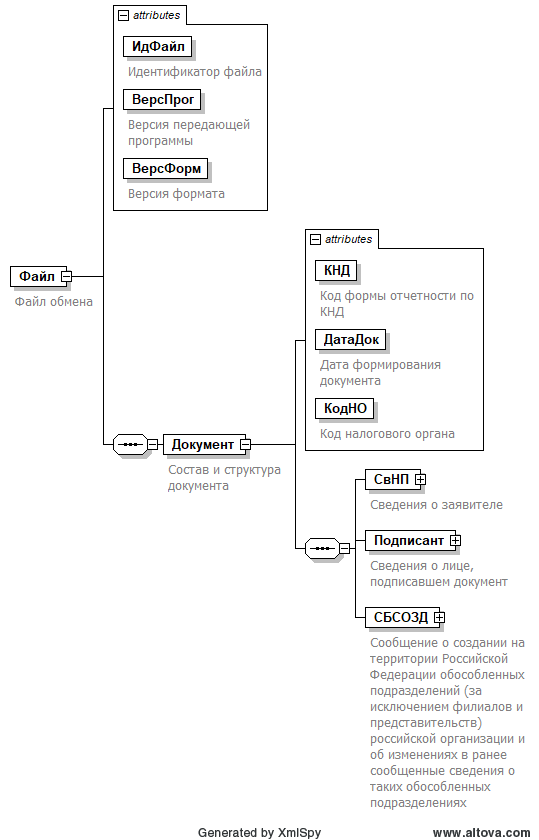 attributes
ИдФайл
Идентификатор файла
ВерсПрог
Версия передающей
программы
ВерсФорм
Версия формата
Файл
Файл обмена
attributes
КНД
Код формы отчетности по
КНД
ДатаДок
Дата формирования
документа
КодНО
Код налогового органа
Документ
Состав и структура
документа
СвНП
Сведения о заявителе
Подписант
Сведения о лице,
подписавшем документ
СБСОЗД
Сообщение о создании на
территории Российской
Федерации обособленных
подразделений (за
исключением филиалов и
представительств)
российской организации и
об изменениях в ранее
сообщенные сведения о
таких обособленных
подразделениях
Generated by XmlSpy
www.altova.com